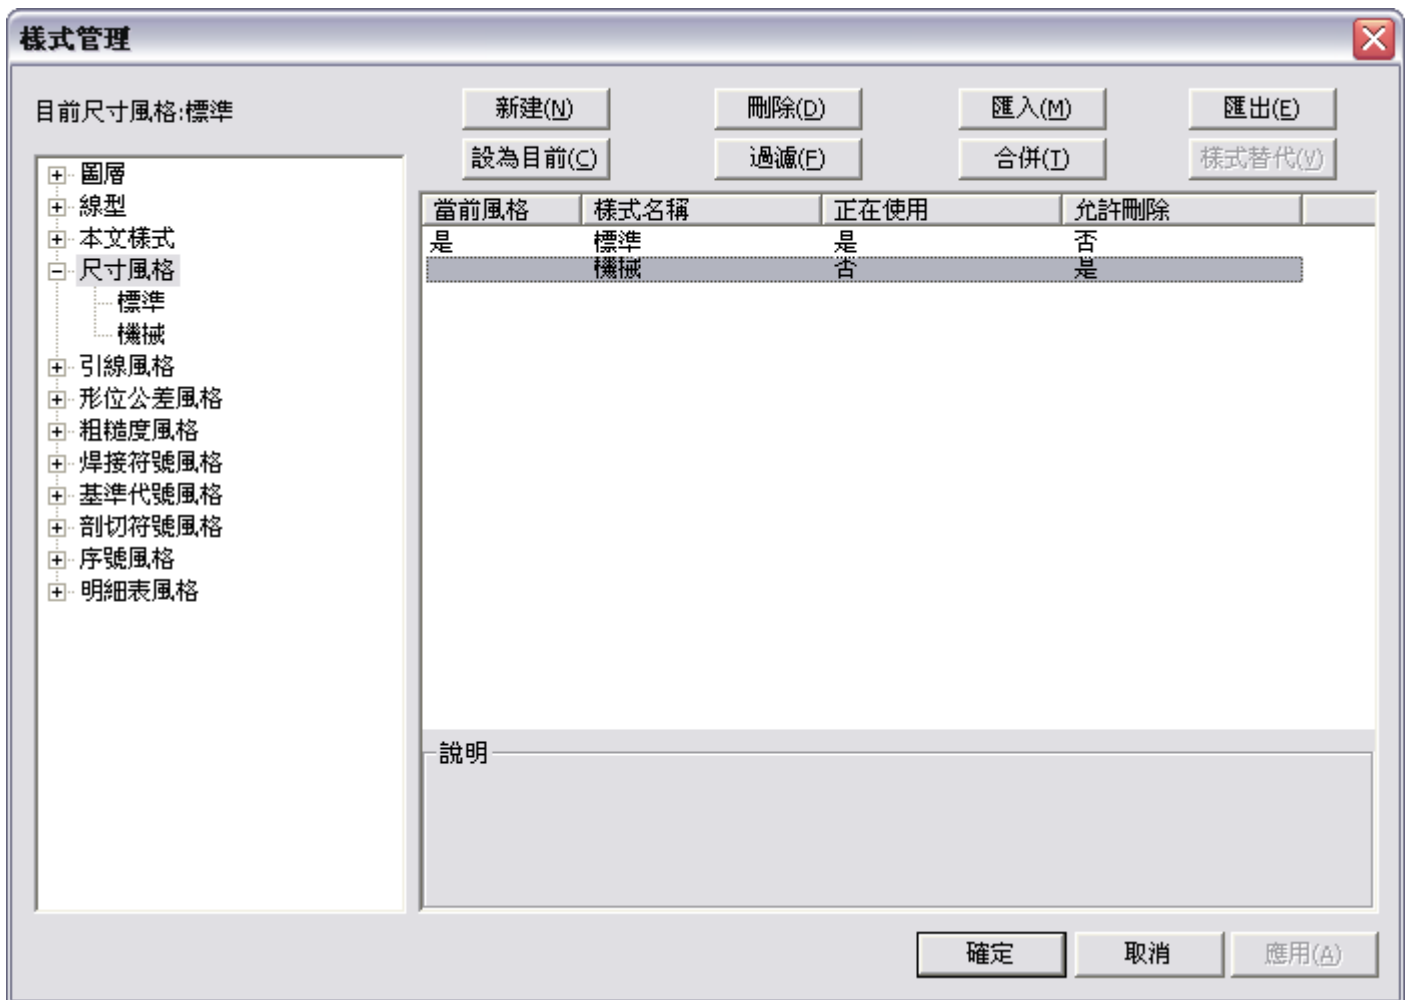 樣式管理
目前尺寸風格:標準
新建(N) 刪除(D) 匯入(M) 匯出(E)
設為目前(C) 過濾(F) 合併(T) 樣式替代(V)
圖層
線型
本文樣式
尺寸風格
標準
機械
引線風格
形位公差風格
粗糙度風格
焊接符號風格
基準代號風格
剖切符號風格
序號風格
明細表風格
當前風格 樣式名稱 正在使用 允許刪除
是 標準 是 否
機械 否 是
說明
確定 取消 應用(A)